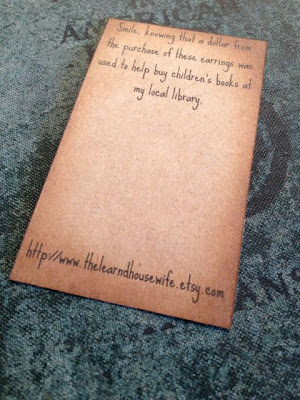 Smile, knowing that a dollar from
the purchase of these earrings was
used to help buy children's books at
my local library.
http://www.thelearndhousewife.etsy.com